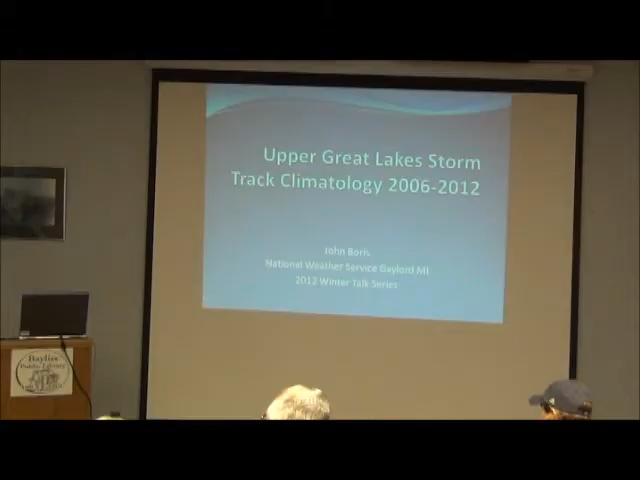 Upper Great Lakes Storm
Track Climatology 2006-2012
John Boris
National Weather Service Gaylord MI
2012 Winter Talk Series
Bayliss
Public Library